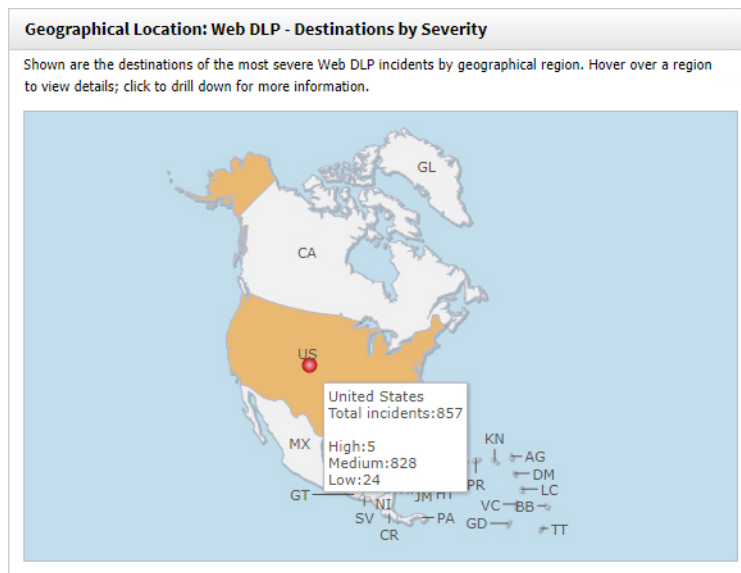 Geographical Location: Web DLP - Destinations by Severity
Shown are the destinations of the most severe Web DLP incidents by geographical region. Hover over a region
to view details; click to drill down for more information.
GL
CA
US
United States
Total incidents:857
High:5
Medium:828
Low:24
MX
KN
AG
DM
PR
LC
GT
JM HT
NI
VC
BB
SV
PA
GD
TT
CR